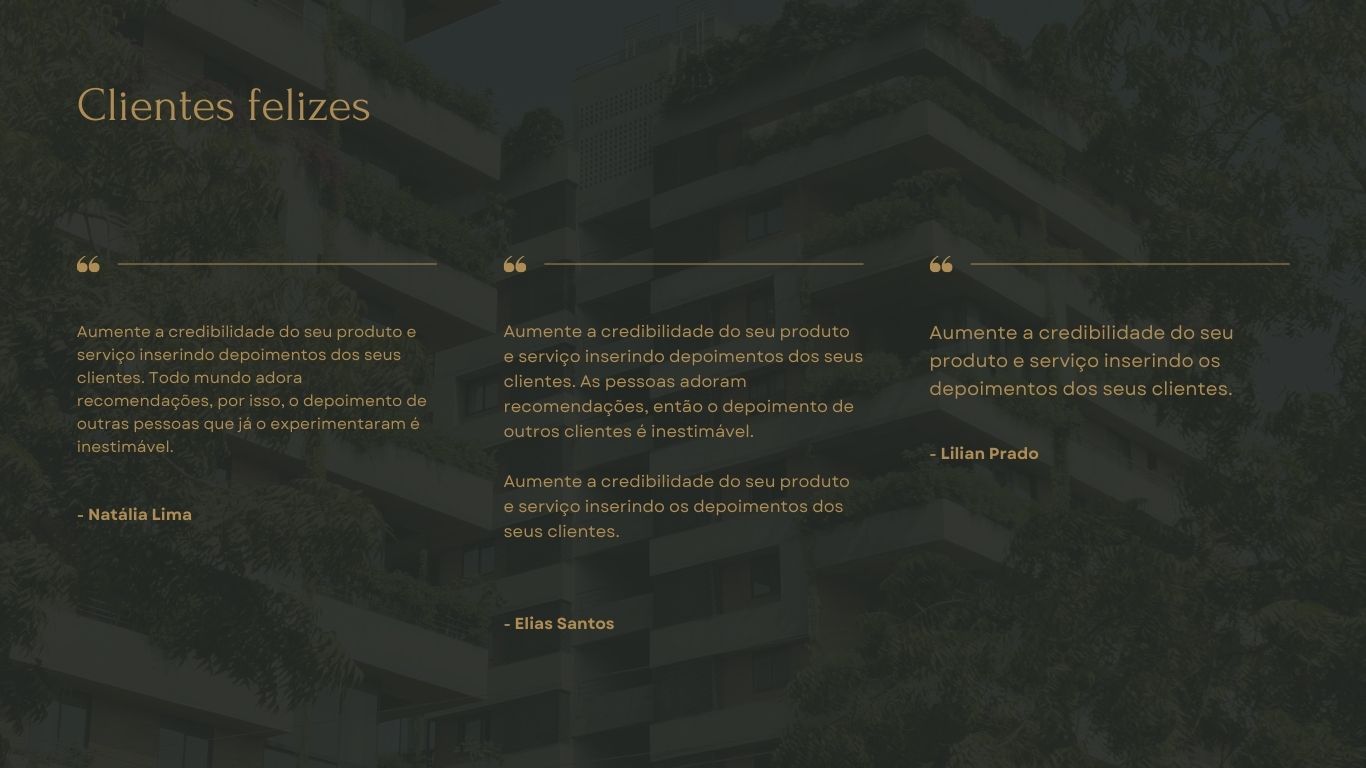 Clientes felizes
Aumente a credibilidade do seu produto e
serviço inserindo depoimentos dos seus
clientes. Todo mundo adora
recomendações, por isso, o depoimento de
outras pessoas que já o experimentaram é
inestimável.
- Natália Lima
Aumente a credibilidade do seu produto
e serviço inserindo depoimentos dos seus
clientes. As pessoas adoram
recomendações, então o depoimento de
outros clientes é inestimável.
Aumente a credibilidade do seu produto
e serviço inserindo os depoimentos dos
seus clientes.
- Elias Santos
Aumente a credibilidade do seu
produto e serviço inserindo os
depoimentos dos seus clientes.
- Lilian Prado